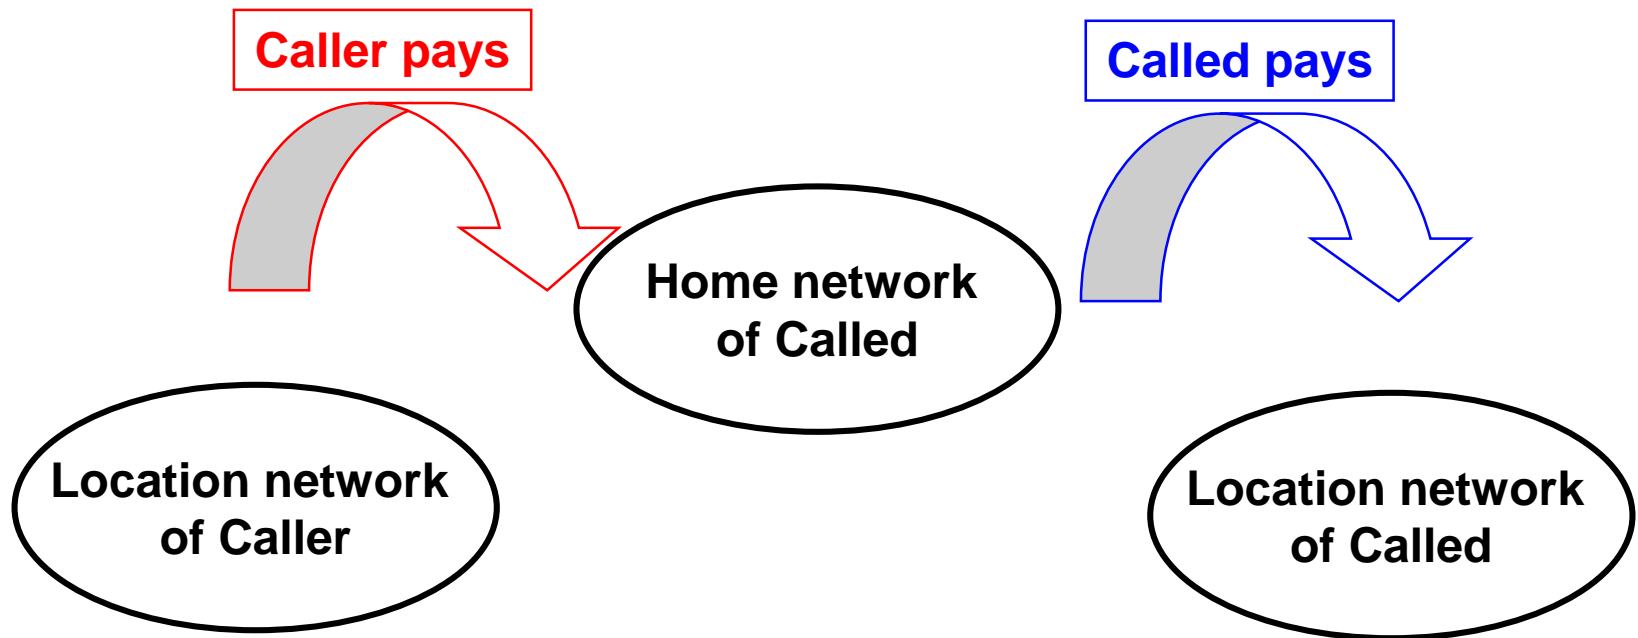 Caller pays
Called pays
Home network
of Called
Location network
of Caller
Location network
of Called